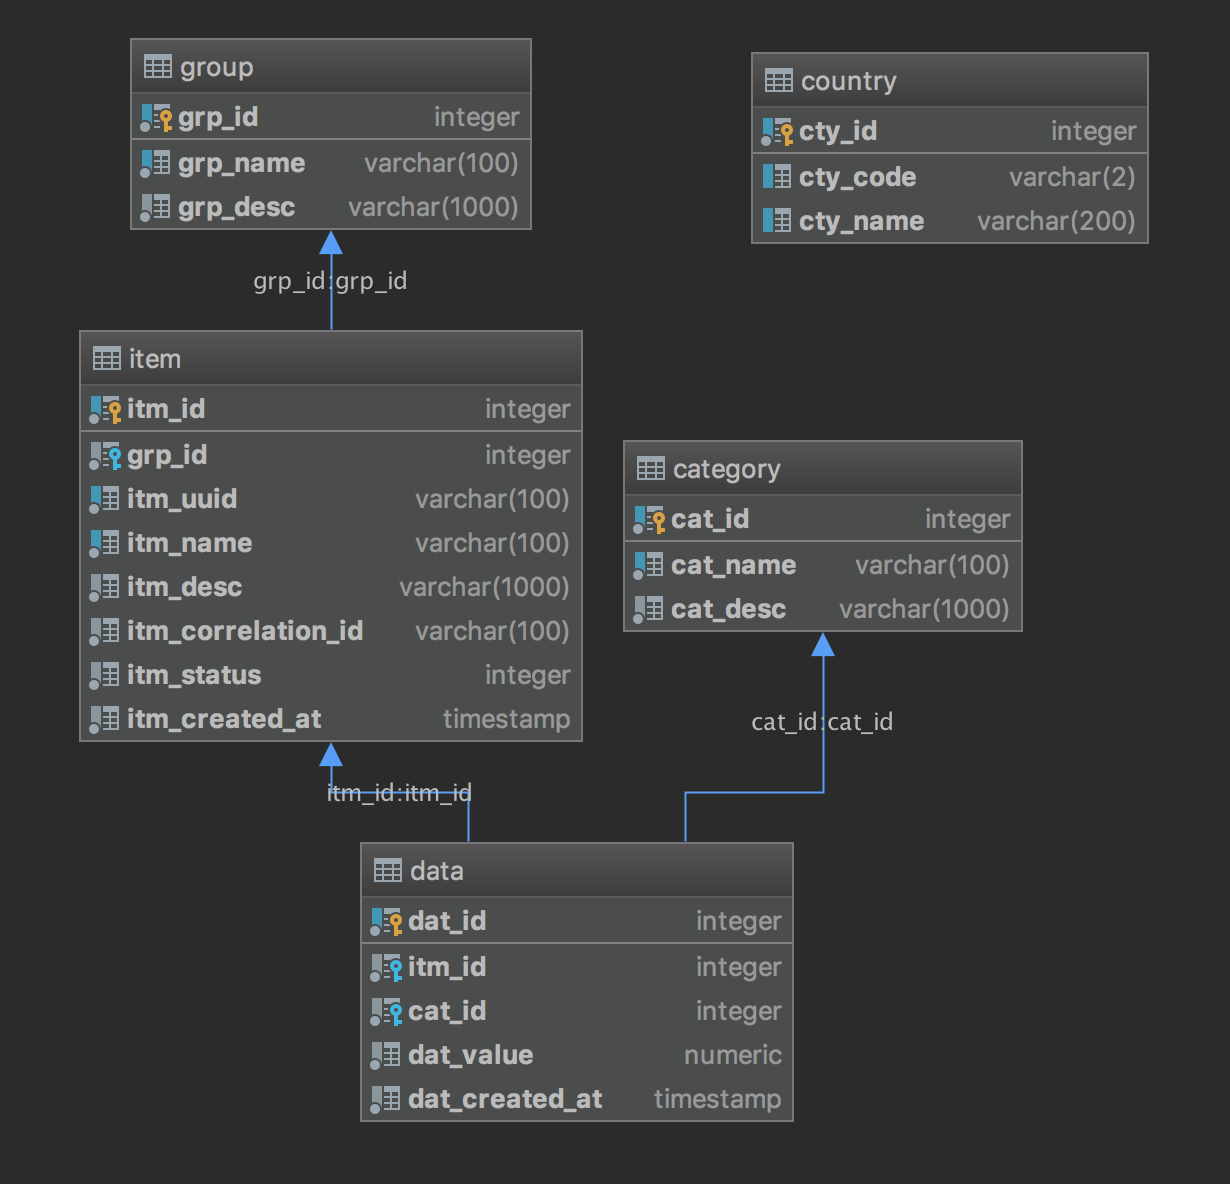 group
grp_id integer
grp_name varchar(100)
grp_desc varchar(1000)
country
cty_id integer
cty_code varchar(2)
cty_name varchar(200)
grp_id:grp_id
item
itm_id integer
grp_id integer
itm_uuid varchar(100)
itm_name varchar(100)
itm_desc varchar(1000)
itm_correlation_id varchar(100)
itm_status integer
itm_created_at timestamp
category
cat_id integer
cat_name varchar(100)
cat_desc varchar(1000)
cat_id:cat_id
itm_id:itm_id
data
dat_id integer
itm_id integer
cat_id integer
dat_value numeric
dat_created_at timestamp